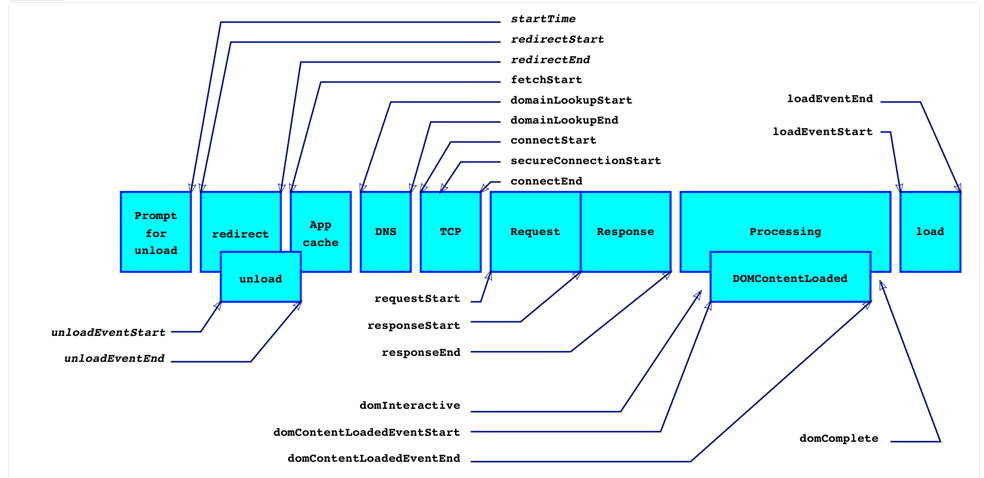 startTime
redirectStart
redirectEnd
fetchStart
domainLookupStart
domainLookupEnd
connectStart
secureConnectionStart
connectEnd
loadEventEnd
loadEventStart
Prompt
for
unload
redirect
App
cache
DNS
TCP
Request
Response
Processing
load
unload
DOMContentLoaded
requestStart
responseStart
responseEnd
unloadEventStart
unloadEventEnd
domInteractive
domContentLoadedEventStart
domContentLoadedEventEnd
domComplete